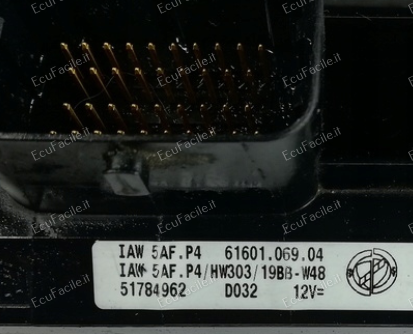 IAW 5AF.P4 61601.069.04
IAW 5AF.P4/HW303/19BB-W48
51784962 D032 12V=
EcuFacile.it